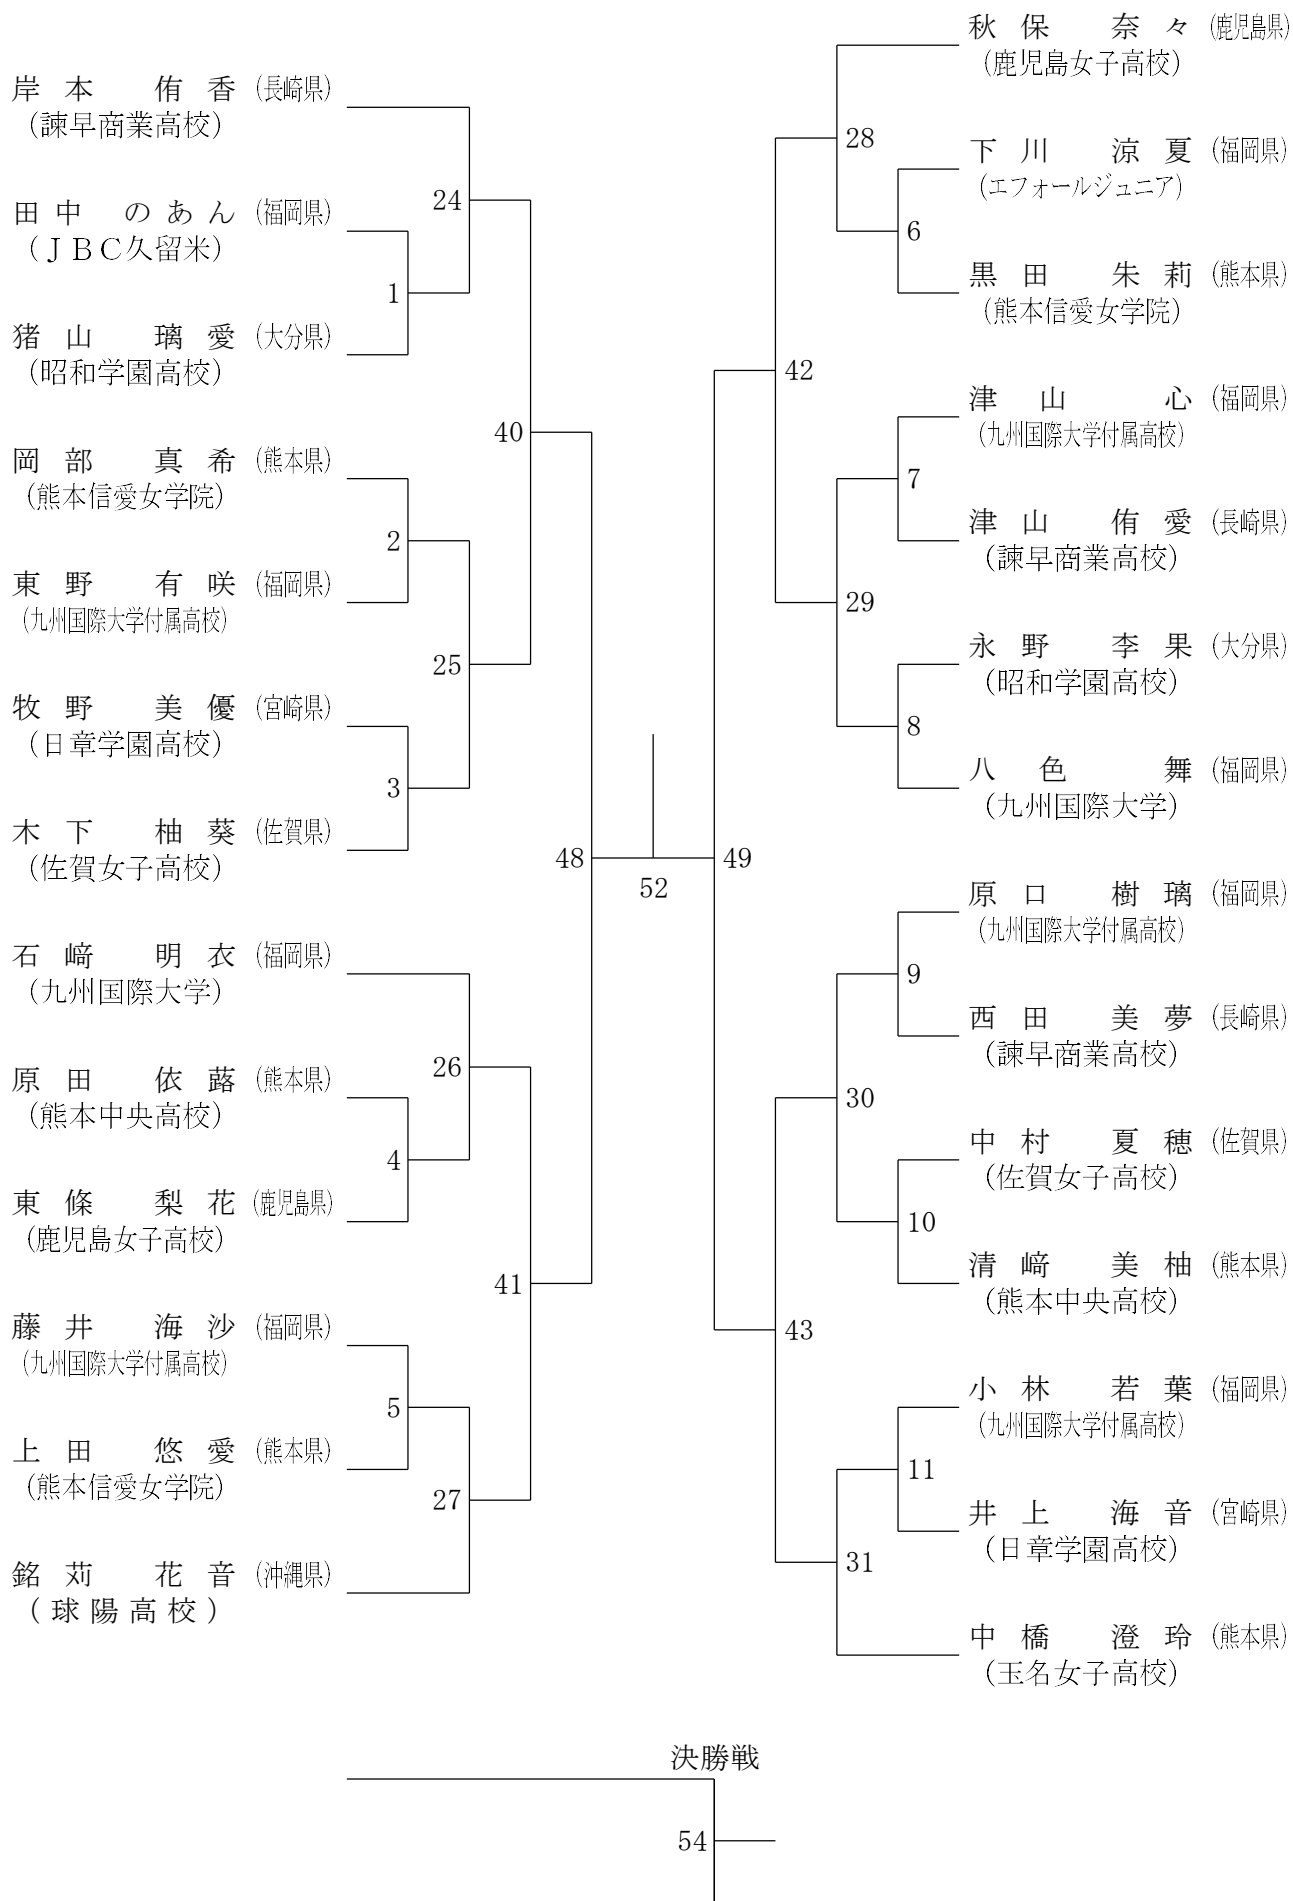 岸本 侑香 (長崎県)
(諫早商業高校)
24
田中 のあん (福岡県)
(ＪＢＣ久留米)
1
猪山 璃愛 (大分県)
(昭和学園高校)
40
岡部 真希 (熊本県)
(熊本信愛女学院)
2
東野 有咲 (福岡県)
(九州国際大学付属高校)
25
牧野 美優 (宮崎県)
(日章学園高校)
3
木下 柚葵 (佐賀県)
(佐賀女子高校)
48
石﨑 明衣 (福岡県)
(九州国際大学)
26
原田 依蕗 (熊本県)
(熊本中央高校)
4
東條 梨花 (鹿児島県)
(鹿児島女子高校)
41
藤井 海沙 (福岡県)
(九州国際大学付属高校)
5
上田 悠愛 (熊本県)
(熊本信愛女学院)
27
銘苅 花音 (沖縄県)
(球陽高校)
52
秋保 奈々 (鹿児島県)
(鹿児島女子高校)
28
下川 涼夏 (福岡県)
(エフォールジュニア)
6
黒田 朱莉 (熊本県)
(熊本信愛女学院)
42
津山 心 (福岡県)
(九州国際大学付属高校)
7
津山 侑愛 (長崎県)
(諫早商業高校)
29
永野 李果 (大分県)
(昭和学園高校)
8
八色 舞 (福岡県)
(九州国際大学)
49
原口 樹璃 (福岡県)
(九州国際大学付属高校)
9
西田 美夢 (長崎県)
(諫早商業高校)
30
中村 夏穂 (佐賀県)
(佐賀女子高校)
10
清﨑 美柚 (熊本県)
(熊本中央高校)
43
小林 若葉 (福岡県)
(九州国際大学付属高校)
11
井上 海音 (宮崎県)
(日章学園高校)
31
中橋 澄玲 (熊本県)
(玉名女子高校)
決勝戦
54